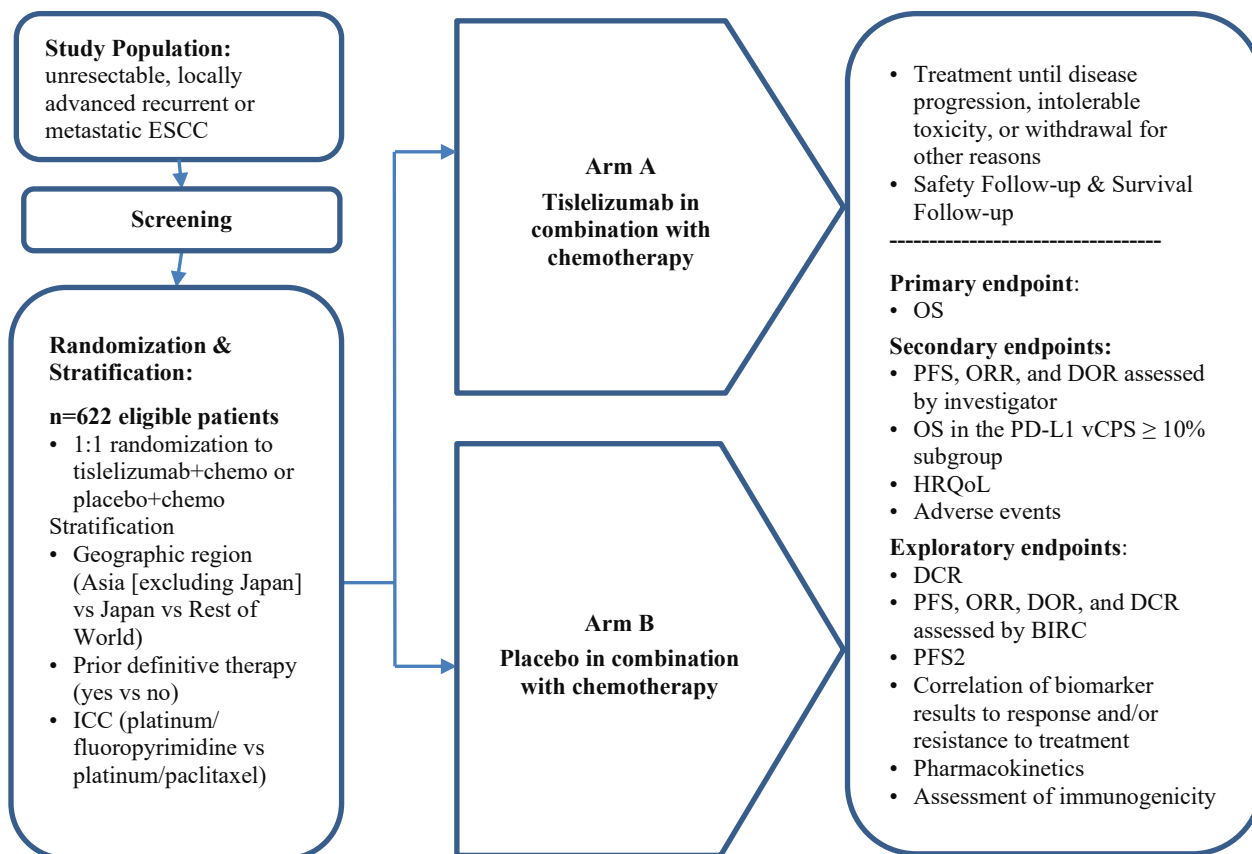 Study Population:
unresectable, locally
advanced recurrent or
metastatic ESCC
Screening
Randomization &
Stratification:
n=622 eligible patients
• 1:1 randomization to
tislelizumab+chemo or
placebo+chemo
Stratification
• Geographic region
(Asia [excluding Japan]
vs Japan vs Rest of
World)
• Prior definitive therapy
(yes vs no)
• ICC (platinum/
fluoropyrimidine vs
platinum/paclitaxel)
Arm A
Tislelizumab in
combination with
chemotherapy
Arm B
Placebo in combination
with chemotherapy
• Treatment until disease
progression, intolerable
toxicity, or withdrawal for
other reasons
• Safety Follow-up & Survival
Follow-up
----------------------------------
Primary endpoint:
• OS
Secondary endpoints:
• PFS, ORR, and DOR assessed
by investigator
• OS in the PD-L1 vCPS ≥ 10%
subgroup
• HRQoL
• Adverse events
Exploratory endpoints:
• DCR
• PFS, ORR, DOR, and DCR
assessed by BIRC
• PFS2
• Correlation of biomarker
results to response and/or
resistance to treatment
• Pharmacokinetics
• Assessment of immunogenicity